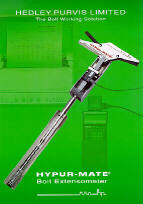 HEDLEY PURVIS LIMITED
The Bolt Working Solution
HYPUR-MATE®
Bolt Extensometer